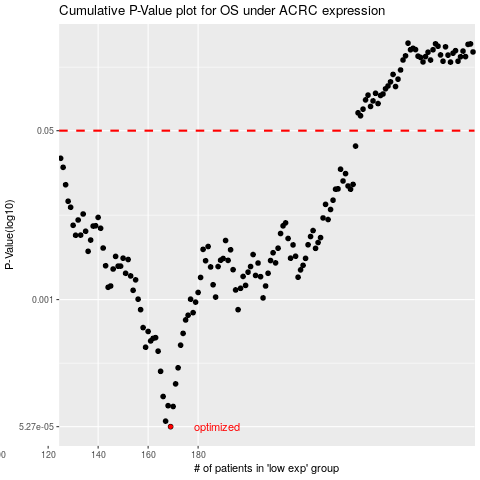 Cumulative P-Value plot for OS under ACRC expression
P-Value(log10)
0.05
0.001
5.27e-05
optimized
00 120 140 160 180
# of patients in 'low exp' group